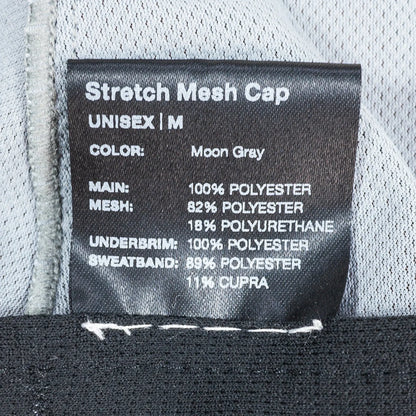 Stretch Mesh Cap
UNISEX | M
COLOR: Moon Gray
MAIN: 100% POLYESTER
MESH: 82% POLYESTER
18% POLYURETHANE
UNDERBRIM: 100% POLYESTER
SWEATBAND: 89% POLYESTER
11% CUPRA